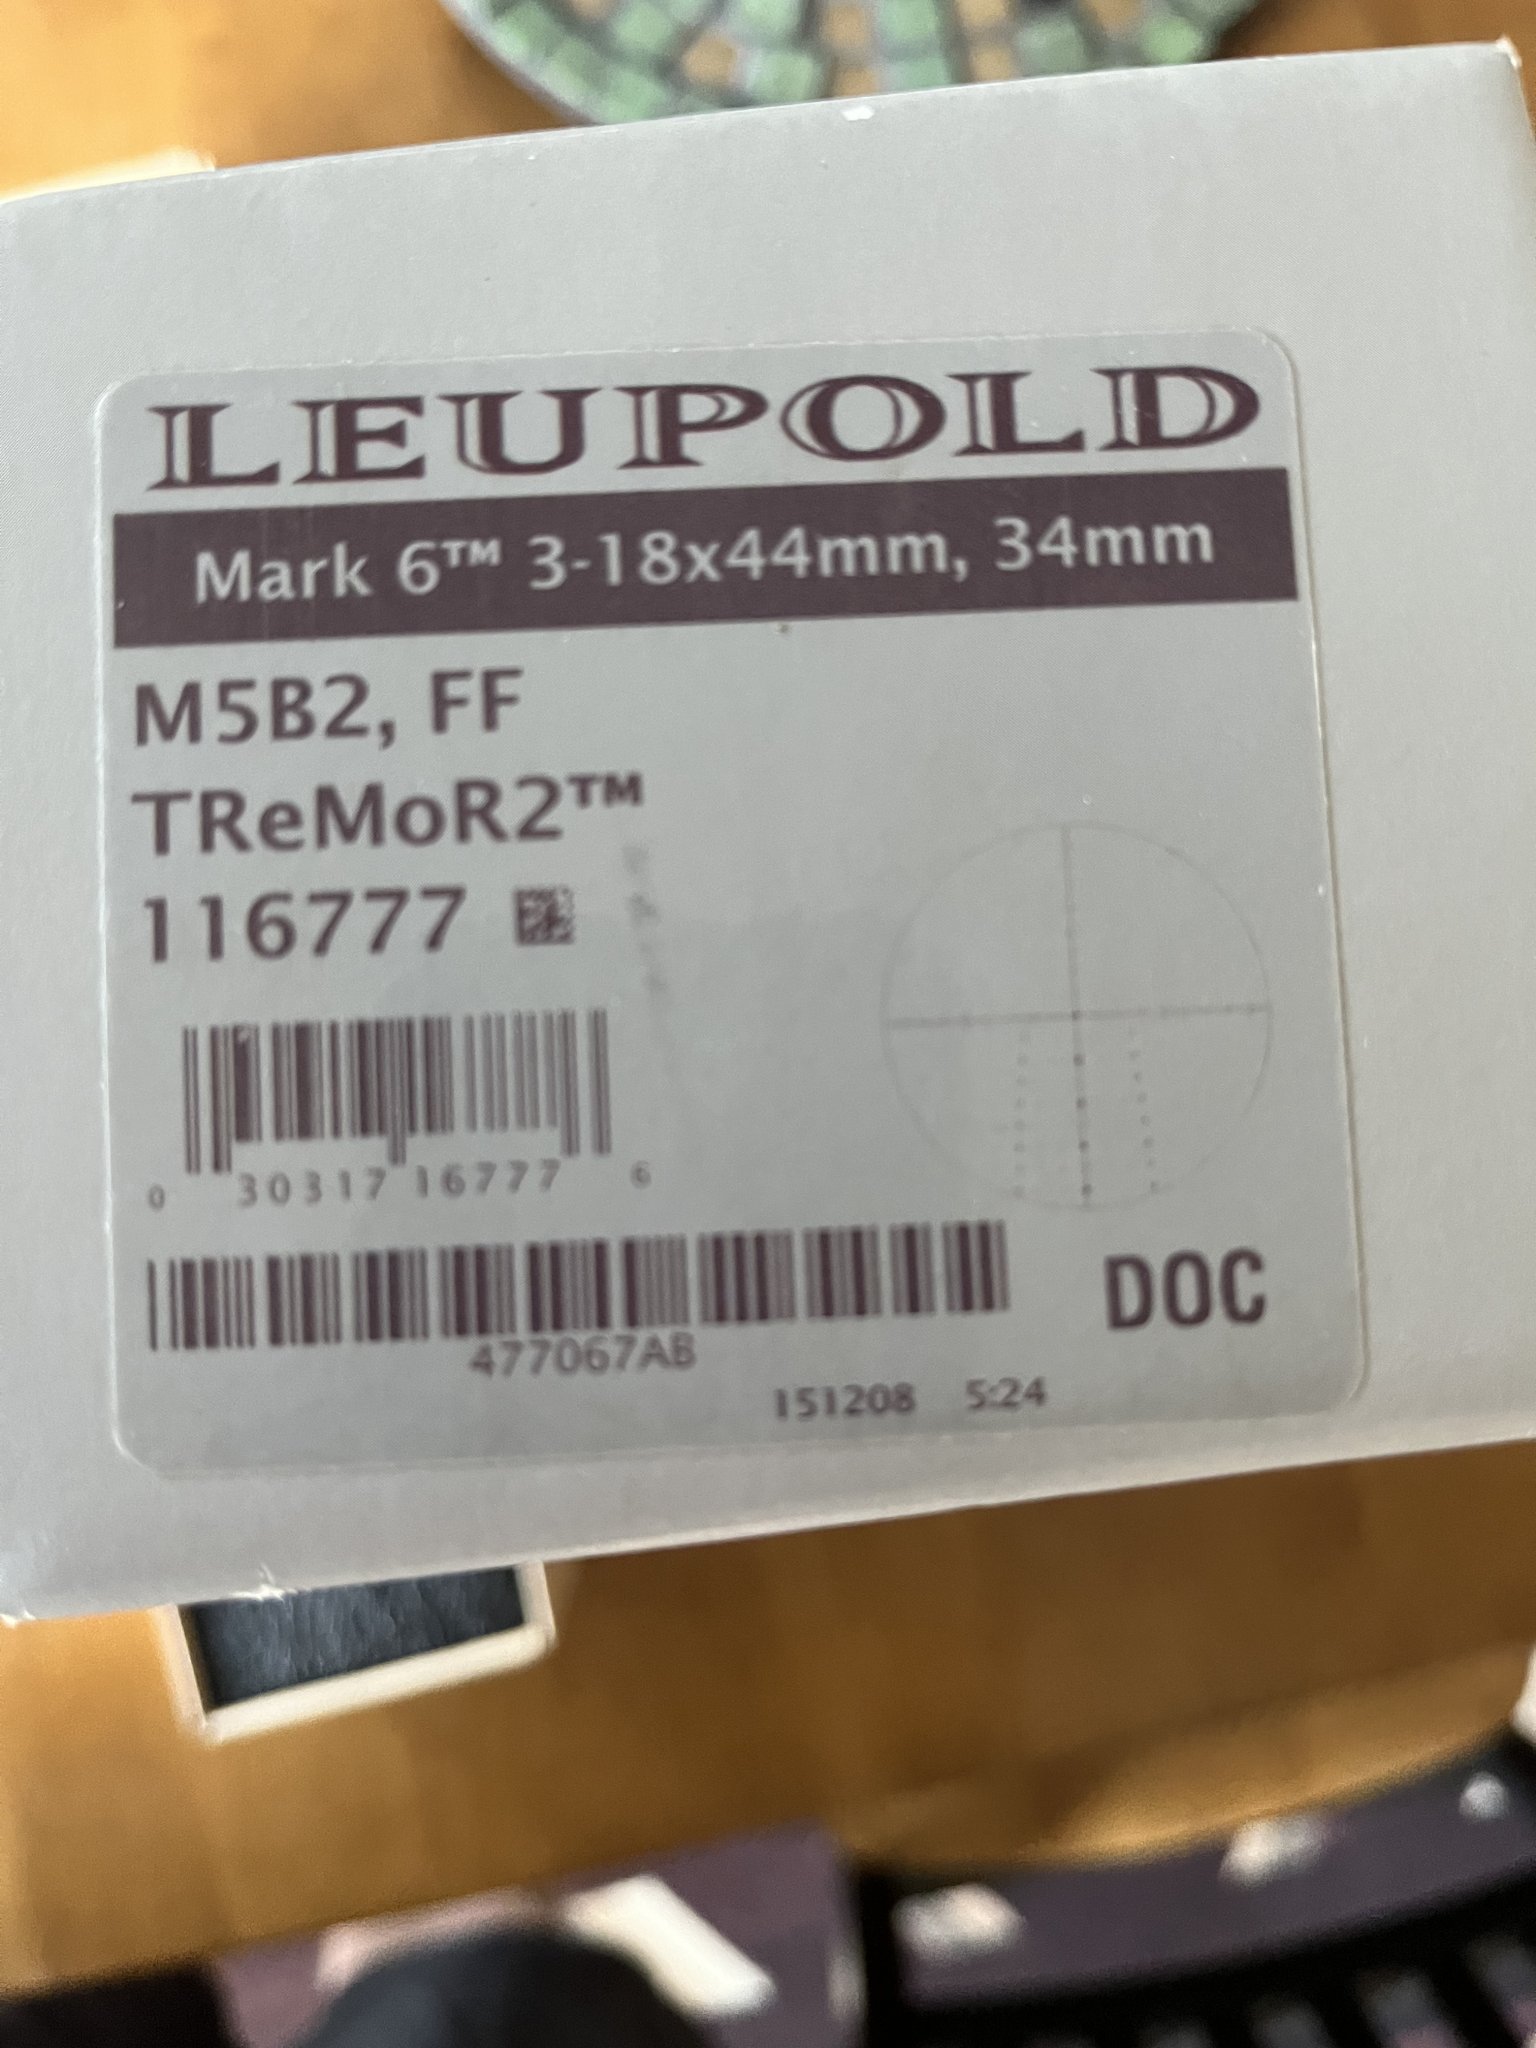 LEUPOLD
Mark 6™ 3-18x44mm, 34mm
M5B2, FF
TReMoR2™
116777
0 30317 16777 6
477067AB
DOC
151208 5:24